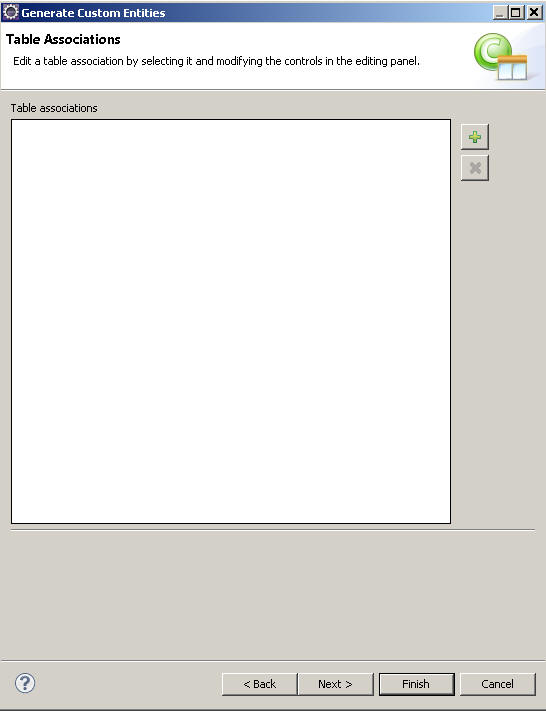 Generate Custom Entities
Table Associations
Edit a table association by selecting it and modifying the controls in the editing panel.
Table associations
< Back
Next >
Finish
Cancel